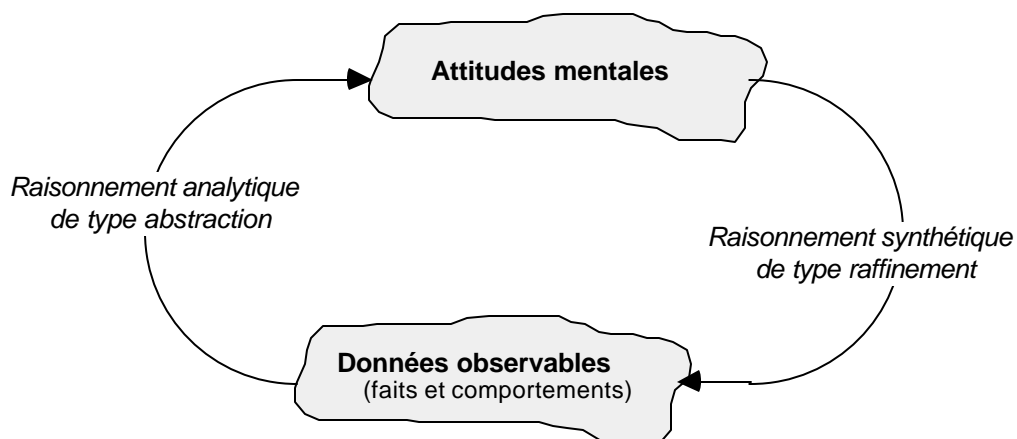 Attitudes mentales
Raisonnement analytique
de type abstraction
Raisonnement synthétique
de type raffinement
Données observables
(faits et comportements)